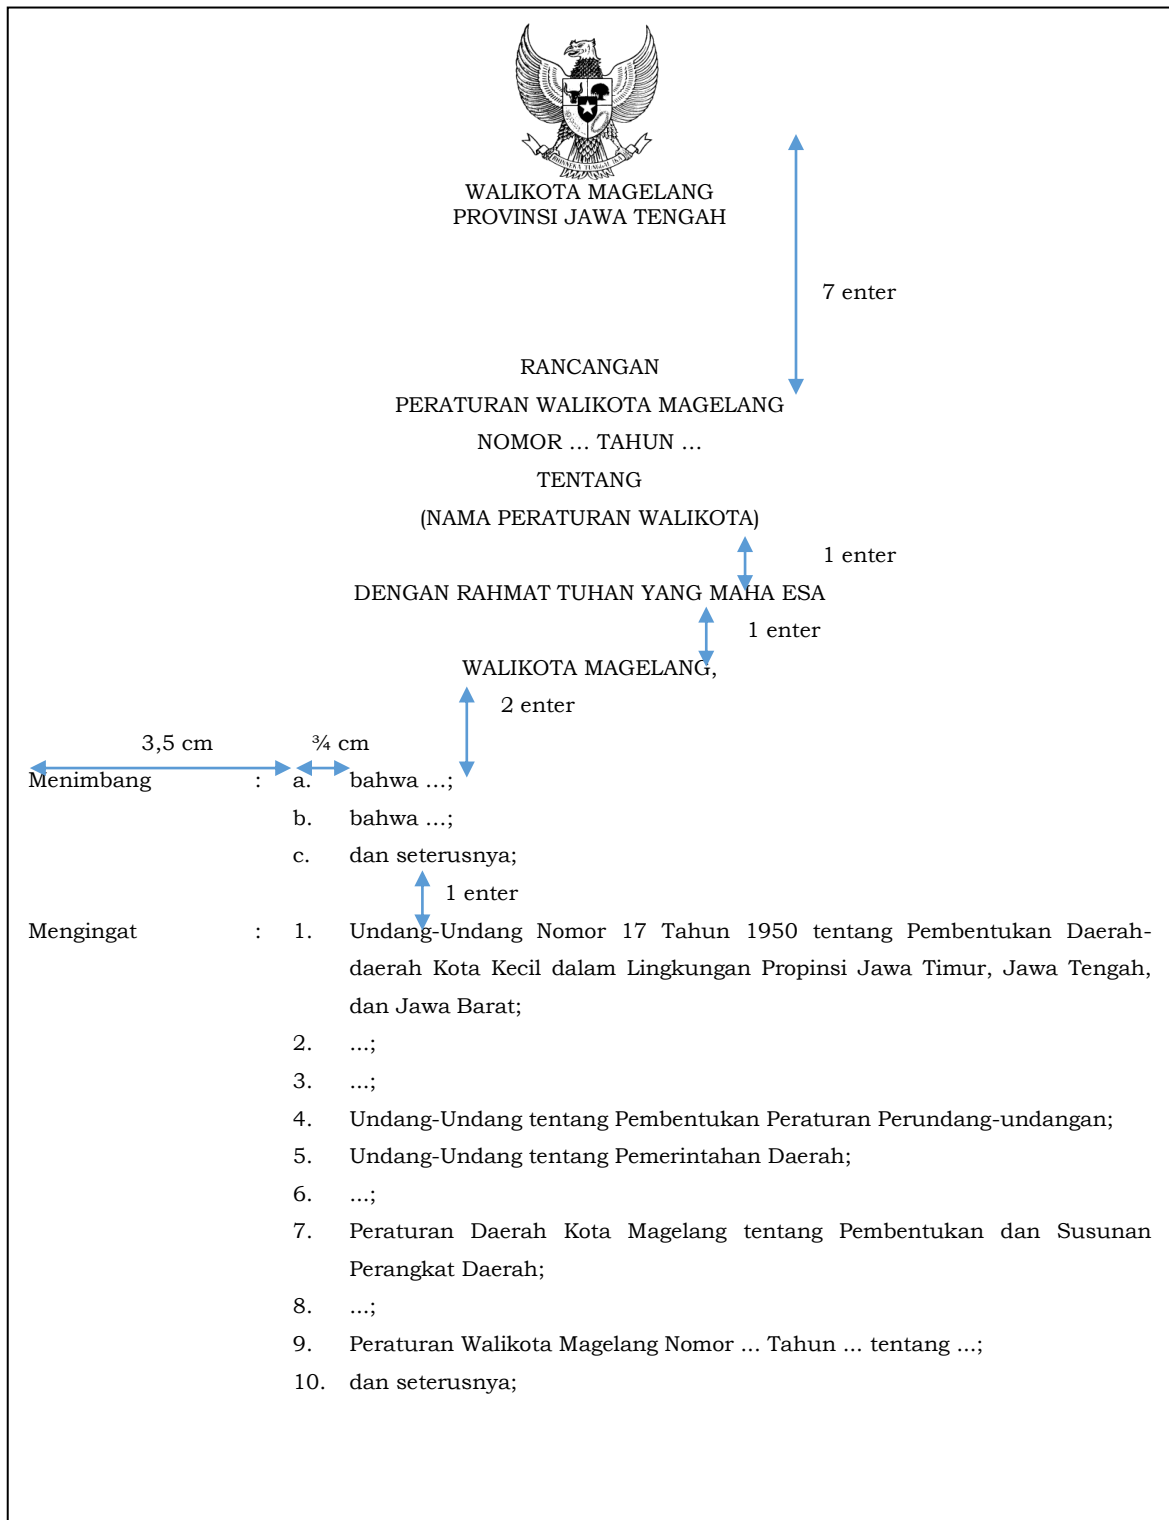 BHINNEKA TUNGGAL IKA
WALIKOTA MAGELANG
PROVINSI JAWA TENGAH
7 enter
RANCANGAN
PERATURAN WALIKOTA MAGELANG
NOMOR ... TAHUN ...
TENTANG
(NAMA PERATURAN WALIKOTA)
1 enter
DENGAN RAHMAT TUHAN YANG MAHA ESA
1 enter
WALIKOTA MAGELANG,
2 enter
3,5 cm ¾ cm
Menimbang : a. bahwa ...;
b. bahwa ...;
c. dan seterusnya;
1 enter
Mengingat : 1. Undang-Undang Nomor 17 Tahun 1950 tentang Pembentukan Daerah-
daerah Kota Kecil dalam Lingkungan Propinsi Jawa Timur, Jawa Tengah,
dan Jawa Barat;
2. ...;
3. ...;
4. Undang-Undang tentang Pembentukan Peraturan Perundang-undangan;
5. Undang-Undang tentang Pemerintahan Daerah;
6. ...;
7. Peraturan Daerah Kota Magelang tentang Pembentukan dan Susunan
Perangkat Daerah;
8. ...;
9. Peraturan Walikota Magelang Nomor ... Tahun ... tentang ...;
10. dan seterusnya;